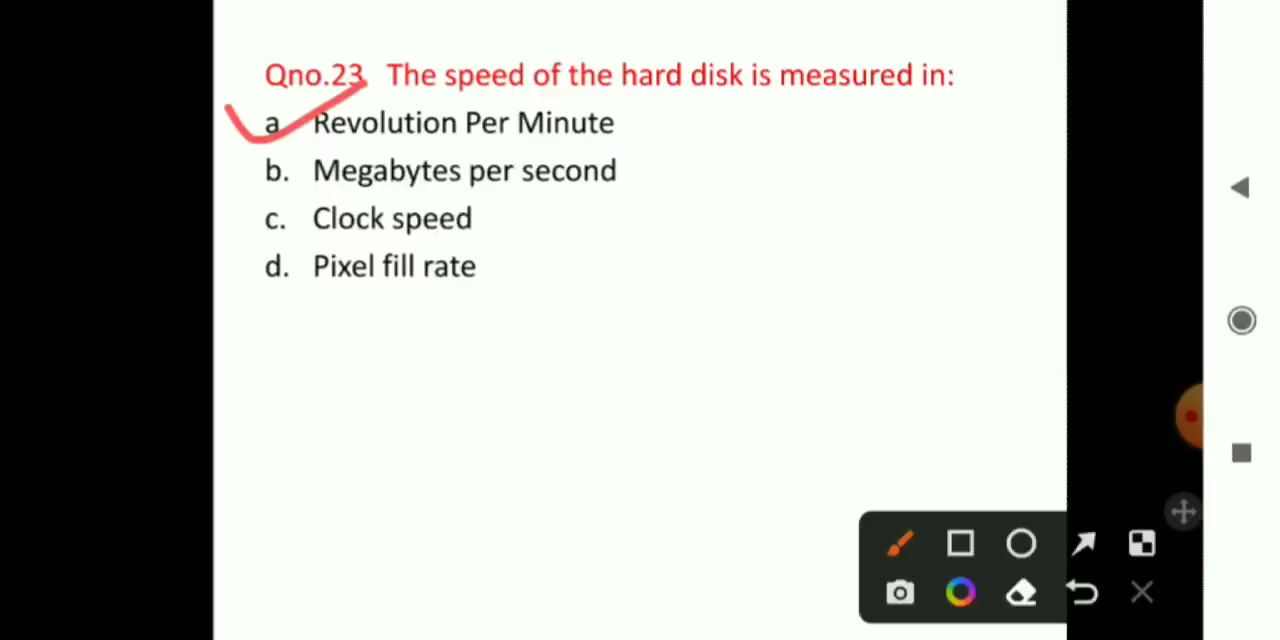 Qno.23. The speed of the hard disk is measured in:
a. Revolution Per Minute
b. Megabytes per second
c. Clock speed
d. Pixel fill rate